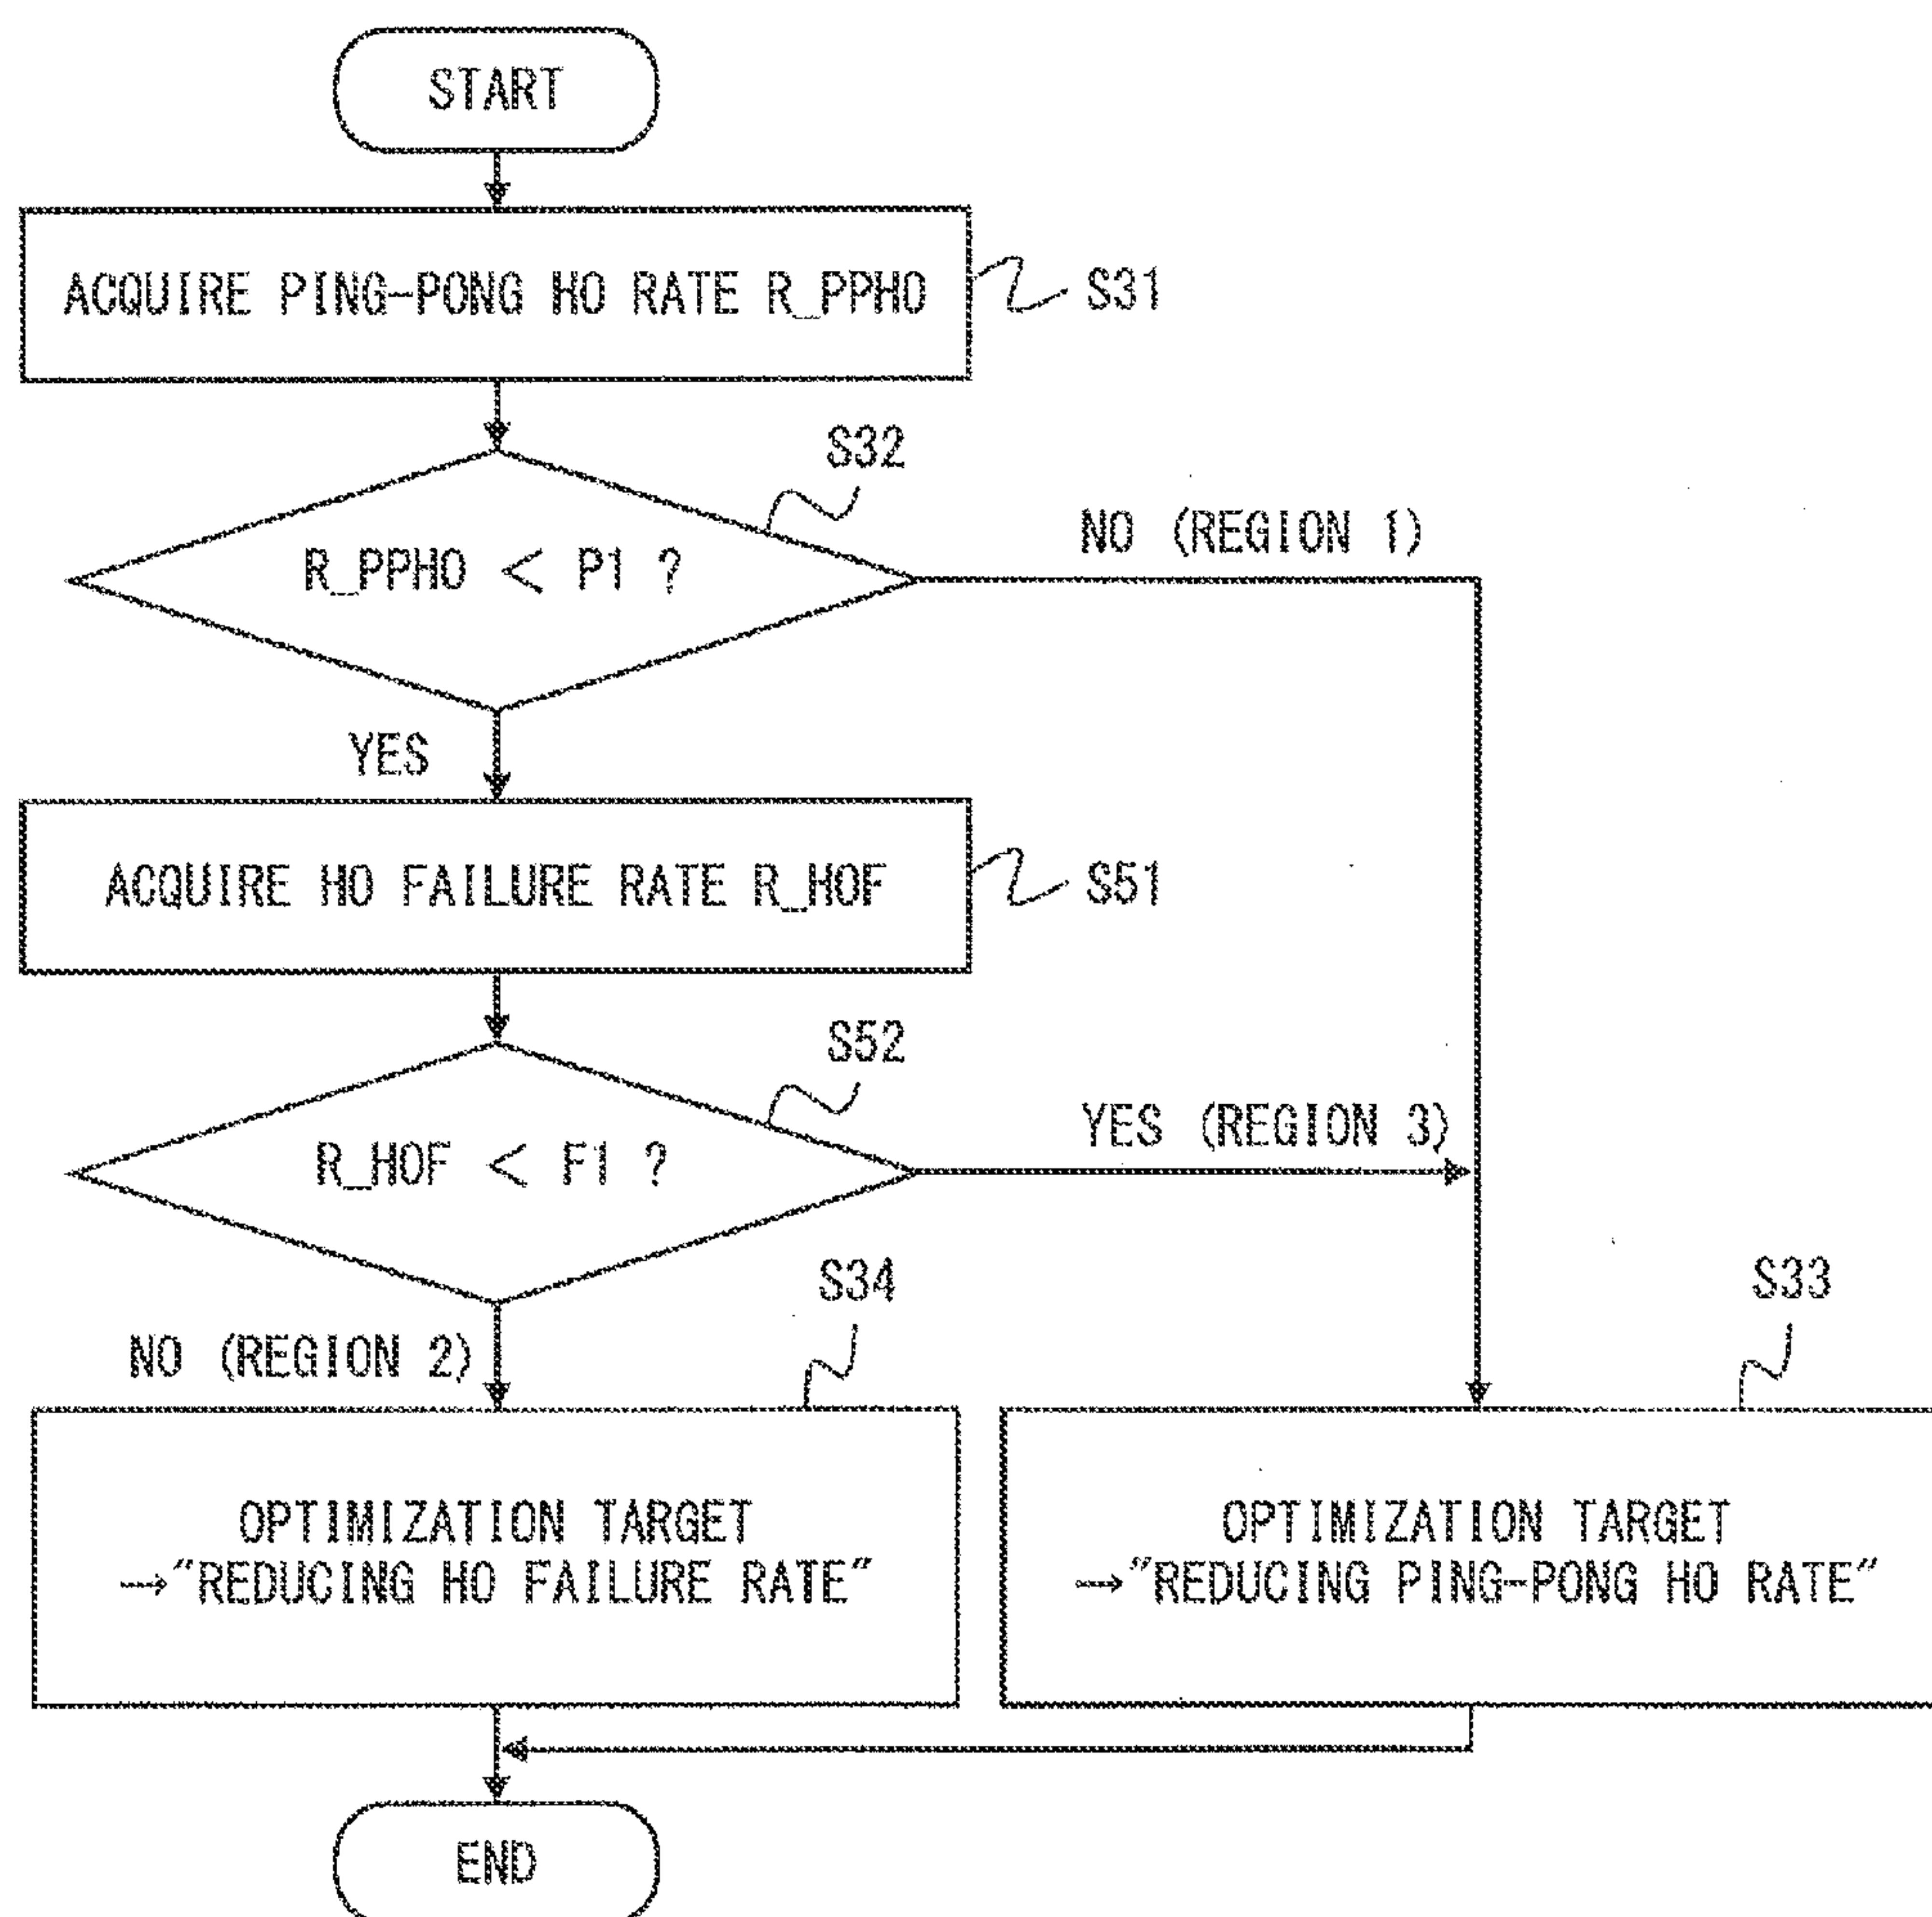 START
ACQUIRE PING-PONG HO RATE R_PPHO
S31
S32
R_PPHO < P1 ?
NO (REGION 1)
YES
ACQUIRE HO FAILURE RATE R_HOF
S51
S52
R_HOF < F1 ?
YES (REGION 3)
NO (REGION 2)
S34
S33
OPTIMIZATION TARGET
→"REDUCING HO FAILURE RATE"
OPTIMIZATION TARGET
→"REDUCING PING-PONG HO RATE"
END